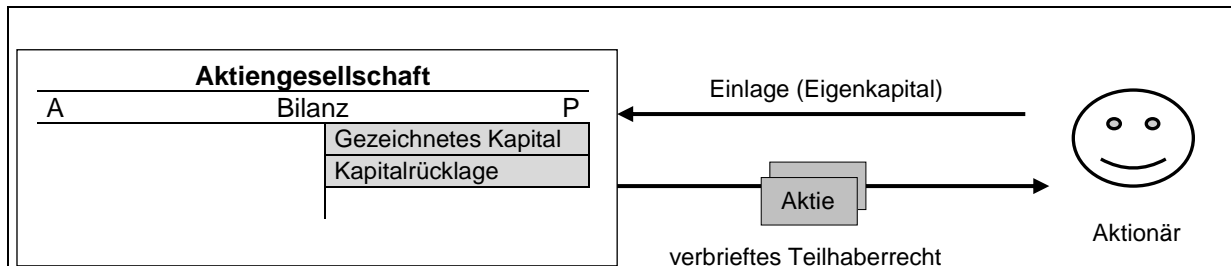 Aktiengesellschaft
A Bilanz P
Gezeichnetes Kapital
Kapitalrücklage
Einlage (Eigenkapital)
Aktie
verbrieftes Teilhaberrecht
Aktionär